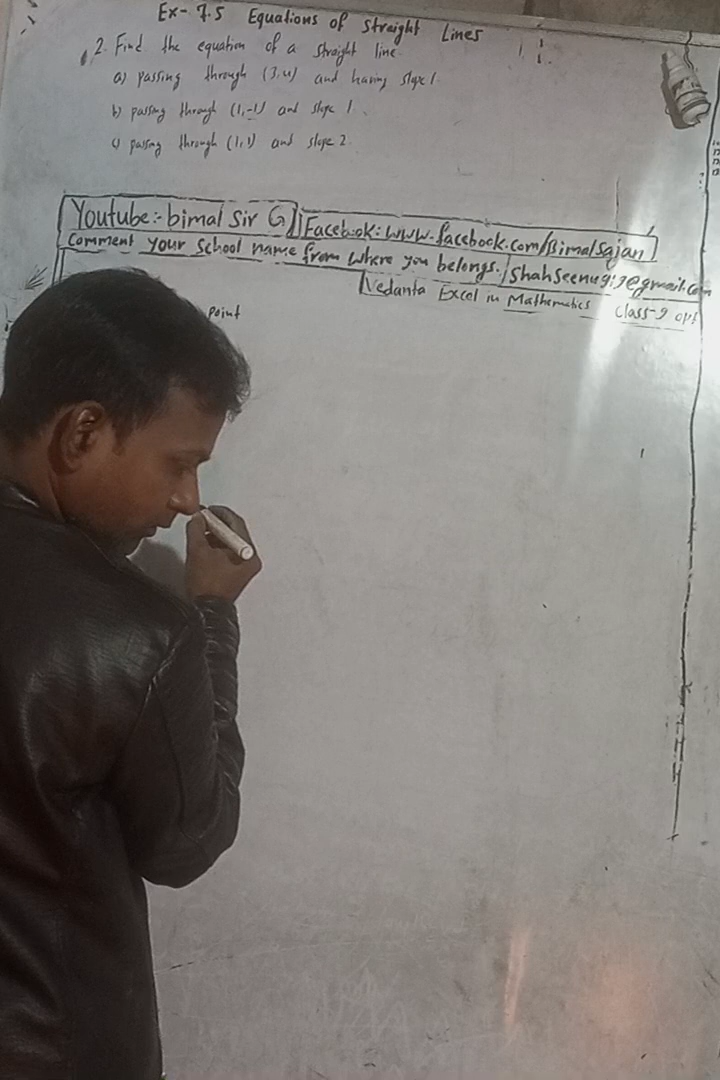 Ex- 7.5 Equations of Straight Lines
2. Find the equation of a straight line.
a) passing through (3,4) and having slope 1
b) passing through (1,-1) and slope 1.
c) passing through (1,1) and slope 2.
Youtube:- bimal Sir G Facebook: www.facebook.com/Bimalsajan
Comment your School name from where you belongs.
Vedanta Excel in Mathematics Class-9 opt
point